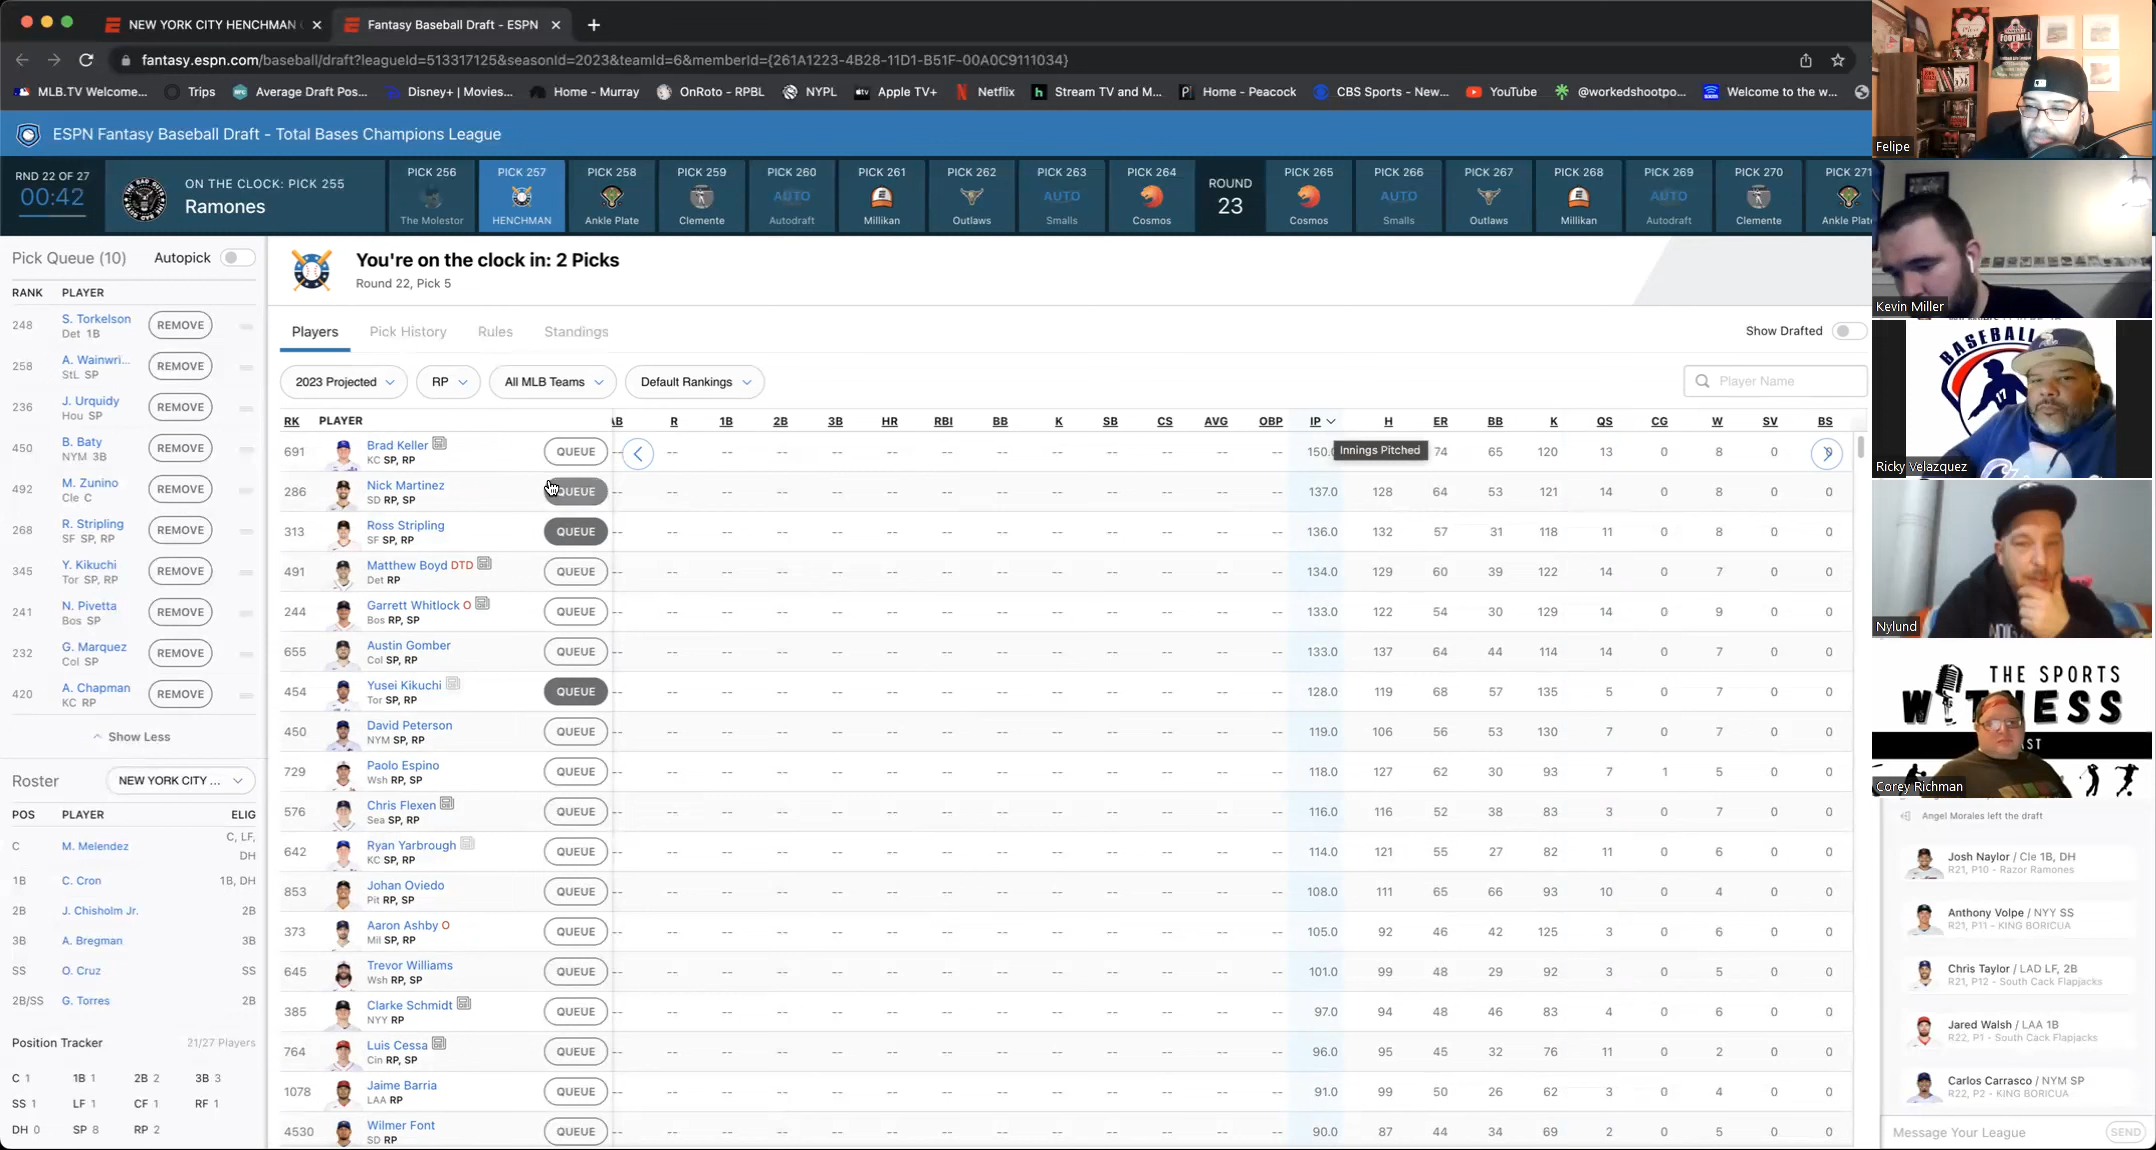 NEW YORK CITY HENCHMAN
Fantasy Baseball Draft - ESPN
fantasy.espn.com/baseball/draft?leagueId=513317125&seasonId=2023&teamId=6&memberId={261A1223-4B28-11D1-B51F-00A0C9111034}
MLB.TV Welcome... Trips Average Draft Pos... Disney+ | Movies... Home - Murray OnRoto - RPBL NYPL Apple TV+ Netflix Stream TV and M... Home - Peacock CBS Sports - New... YouTube @workedshootpo... Welcome to the w...
ESPN Fantasy Baseball Draft - Total Bases Champions League
RND 22 OF 27
00:42
ON THE CLOCK: PICK 255
Ramones
PICK 256 The Molestor
PICK 257 HENCHMAN
PICK 258 Ankle Plate
PICK 259 Clemente
PICK 260 AUTO Autodraft
PICK 261 Millikan
PICK 262 Outlaws
PICK 263 AUTO Smalls
PICK 264 Cosmos
ROUND 23
PICK 265 Cosmos
PICK 266 AUTO Smalls
PICK 267 Outlaws
PICK 268 Millikan
PICK 269 AUTO Autodraft
PICK 270 Clemente
PICK 271 Ankle Plate
Pick Queue (10) Autopick
RANK PLAYER
248 S. Torkelson REMOVE
Det 1B
258 A. Wainwri... REMOVE
StL SP
236 J. Urquidy REMOVE
Hou SP
450 B. Baty REMOVE
NYM 3B
492 M. Zunino REMOVE
Cle C
268 R. Stripling REMOVE
SF SP, RP
345 Y. Kikuchi REMOVE
Tor SP, RP
241 N. Pivetta REMOVE
Bos SP
232 G. Marquez REMOVE
Col SP
420 A. Chapman REMOVE
KC RP
Show Less
Roster NEW YORK CITY ...
POS PLAYER ELIG
C M. Melendez C, LF, DH
1B C. Cron 1B, DH
2B J. Chisholm Jr. 2B
3B A. Bregman 3B
SS O. Cruz SS
2B/SS G. Torres 2B
Position Tracker 21/27 Players
C 1 1B 1 2B 2 3B 3
SS 1 LF 1 CF 1 RF 1
DH 0 SP 8 RP 2
You're on the clock in: 2 Picks
Round 22, Pick 5
Players Pick History Rules Standings
Show Drafted
2023 Projected RP All MLB Teams Default Rankings
Player Name
RK PLAYER AB R 1B 2B 3B HR RBI BB K SB CS AVG OBP IP H ER BB K QS CG W SV BS
Innings Pitched
691 Brad Keller QUEUE -- -- -- -- -- -- -- -- -- -- -- -- -- 150.0 74 65 120 13 0 8 0
KC SP, RP
286 Nick Martinez QUEUE -- -- -- -- -- -- -- -- -- -- -- -- -- 137.0 128 64 53 121 14 0 8 0 0
SD RP, SP
313 Ross Stripling QUEUE -- -- -- -- -- -- -- -- -- -- -- -- -- 136.0 132 57 31 118 11 0 8 0 0
SF SP, RP
491 Matthew Boyd DTD QUEUE -- -- -- -- -- -- -- -- -- -- -- -- -- 134.0 129 60 39 122 14 0 7 0 0
Det RP
244 Garrett Whitlock O QUEUE -- -- -- -- -- -- -- -- -- -- -- -- -- 133.0 122 54 30 129 14 0 9 0 0
Bos RP, SP
655 Austin Gomber QUEUE -- -- -- -- -- -- -- -- -- -- -- -- -- 133.0 137 64 44 114 14 0 7 0 0
Col SP, RP
454 Yusei Kikuchi QUEUE -- -- -- -- -- -- -- -- -- -- -- -- -- 128.0 119 68 57 135 5 0 7 0 0
Tor SP, RP
450 David Peterson QUEUE -- -- -- -- -- -- -- -- -- -- -- -- -- 119.0 106 56 53 130 7 0 7 0 0
NYM SP, RP
729 Paolo Espino QUEUE -- -- -- -- -- -- -- -- -- -- -- -- -- 118.0 127 62 30 93 7 1 5 0 0
Wsh RP, SP
576 Chris Flexen QUEUE -- -- -- -- -- -- -- -- -- -- -- -- -- 116.0 116 52 38 83 3 0 7 0 0
Sea SP, RP
642 Ryan Yarbrough QUEUE -- -- -- -- -- -- -- -- -- -- -- -- -- 114.0 121 55 27 82 11 0 6 0 0
KC SP, RP
853 Johan Oviedo QUEUE -- -- -- -- -- -- -- -- -- -- -- -- -- 108.0 111 65 66 93 10 0 4 0 0
Pit RP, SP
373 Aaron Ashby O QUEUE -- -- -- -- -- -- -- -- -- -- -- -- -- 105.0 92 46 42 125 3 0 6 0 0
Mil SP, RP
645 Trevor Williams QUEUE -- -- -- -- -- -- -- -- -- -- -- -- -- 101.0 99 48 29 92 3 0 5 0 0
Wsh RP, SP
385 Clarke Schmidt QUEUE -- -- -- -- -- -- -- -- -- -- -- -- -- 97.0 94 48 46 83 4 0 6 0 0
NYY RP
764 Luis Cessa QUEUE -- -- -- -- -- -- -- -- -- -- -- -- -- 96.0 95 45 32 76 11 0 2 0 0
Cin RP, SP
1078 Jaime Barria QUEUE -- -- -- -- -- -- -- -- -- -- -- -- -- 91.0 99 50 26 62 3 0 4 0 0
LAA RP
4530 Wilmer Font QUEUE -- -- -- -- -- -- -- -- -- -- -- -- -- 90.0 87 44 34 69 2 0 5 0 0
SD RP
Felipe
Kevin Miller
BASEBALL
17
Ricky Velazquez
Nylund
THE SPORTS
WITNESS
Corey Richman
Angel Morales left the draft
Josh Naylor / Cle 1B, DH
R21, P10 - Razor Ramones
Anthony Volpe / NYY SS
R21, P11 - KING BORICUA
Chris Taylor / LAD LF, 2B
R21, P12 - South Cack Flapjacks
Jared Walsh / LAA 1B
R22, P1 - South Cack Flapjacks
Carlos Carrasco / NYM SP
R22, P2 - KING BORICUA
Message Your League SEND